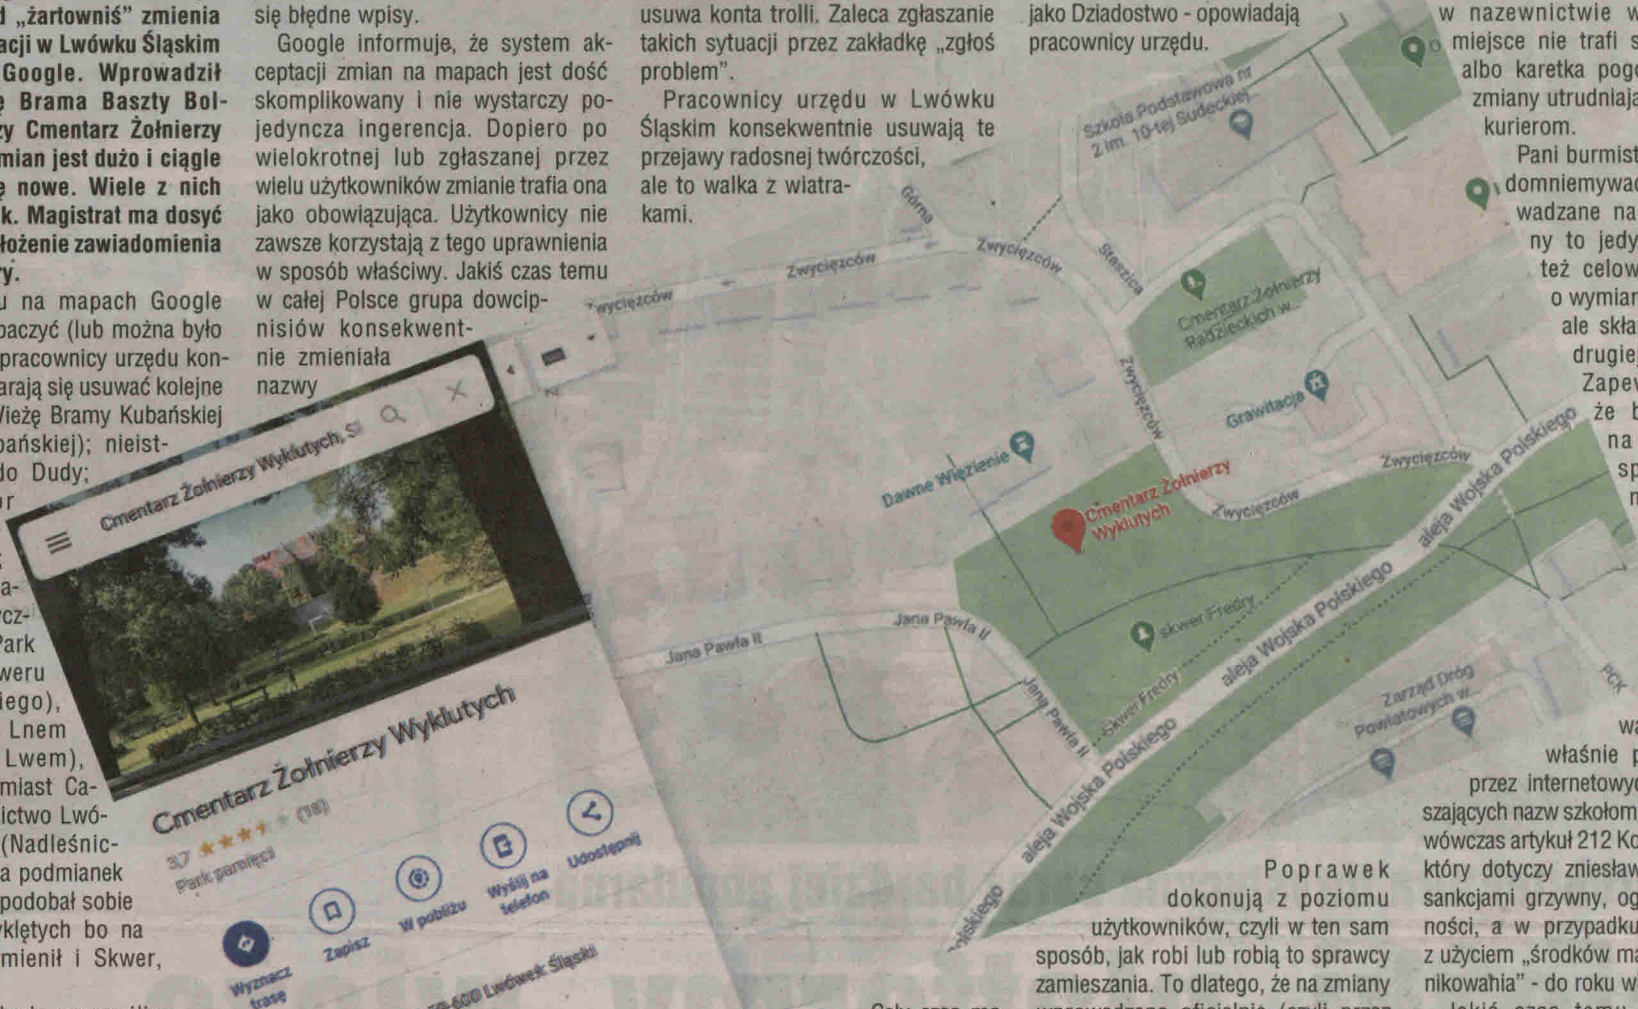 „żartowniś” zmienia
acji w Lwówku Śląskim
Google. Wprowadził
Brama Baszty Bol-
Cmentarz Żołnierzy
mian jest dużo i ciągle
nowe. Wiele z nich
k. Magistrat ma dosyć
łożenie zawiadomienia
y.
u na mapach Google
baczyć (lub można było
pracownicy urzędu kon-
arają się usuwać kolejne
Wieżę Bramy Kubańskiej
bańskiej); nieist-
do Dudy;
or
a-
ycz-
Park
weru
iego),
Lnem
Lwem),
miast Ca-
ictwo Lwó-
(Nadleśnic-
a podmianek
podobał sobie
klętych bo na
mienił i Skwer,
się błędne wpisy.
Google informuje, że system ak-
ceptacji zmian na mapach jest dość
skomplikowany i nie wystarczy po-
jedyncza ingerencja. Dopiero po
wielokrotnej lub zgłaszanej przez
wielu użytkowników zmianie trafia ona
jako obowiązująca. Użytkownicy nie
zawsze korzystają z tego uprawnienia
w sposób właściwy. Jakiś czas temu
w całej Polsce grupa dowcip-
nisiów konsekwent-
nie zmieniała
nazwy
usuwa konta trolli. Zaleca zgłaszanie
takich sytuacji przez zakładkę „zgłoś
problem”.
Pracownicy urzędu w Lwówku
Śląskim konsekwentnie usuwają te
przejawy radosnej twórczości,
ale to walka z wiatra-
kami.
jako Dziadostwo - opowiadają
pracownicy urzędu.
w nazewnictwie w
miejsce nie trafi s
albo karetka pogo
zmiany utrudniają
kurierom.
Pani burmist
domniemywać
wadzane na
ny to jedy
też celow
o wymiar
ale skła
drugiej
Zapew
że b
na
sp
Cmentarz Żołnierzy Wyklutych, Śl
Cmentarz Żołnierzy Wyklutych
3,7 (18)
Park pamięci
Wyznacz
trasę
Zapisz
W pobliżu
Wyślij na
telefon
Udostępnij
59-600 Lwówek Śląski
Szkoła Podstawowa nr
2 im. 10-tej Sudeckiej...
Górna
Zwycięzców
Zwycięzców
Zwycięzców
Staszica
Cmentarz Żołnierzy
Radzieckich w...
Zwycięzców
Grawitacja
Dawne Więzienie
Cmentarz Żołnierzy
Wyklutych
Zwycięzców
Zwycięzców
aleja Wojska Polskiego
skwer Fredry
aleja Wojska Polskiego
Jana Pawła II
Jana Pawła II
Jana Pawła II
Skwer Fredry
aleja Wojska Polskiego
Zarząd Dróg
Powiatowych w...
PCK
olskiego
Poprawek
dokonują z poziomu
użytkowników, czyli w ten sam
sposób, jak robi lub robią to sprawcy
zamieszania. To dlatego, że na zmiany
wa
właśnie p
przez internetowyc
szających nazw szkołom
wówczas artykuł 212 Ko
który dotyczy zniesław
sankcjami grzywny, og
ności, a w przypadku
z użyciem „środków ma
nikowania” - do roku w